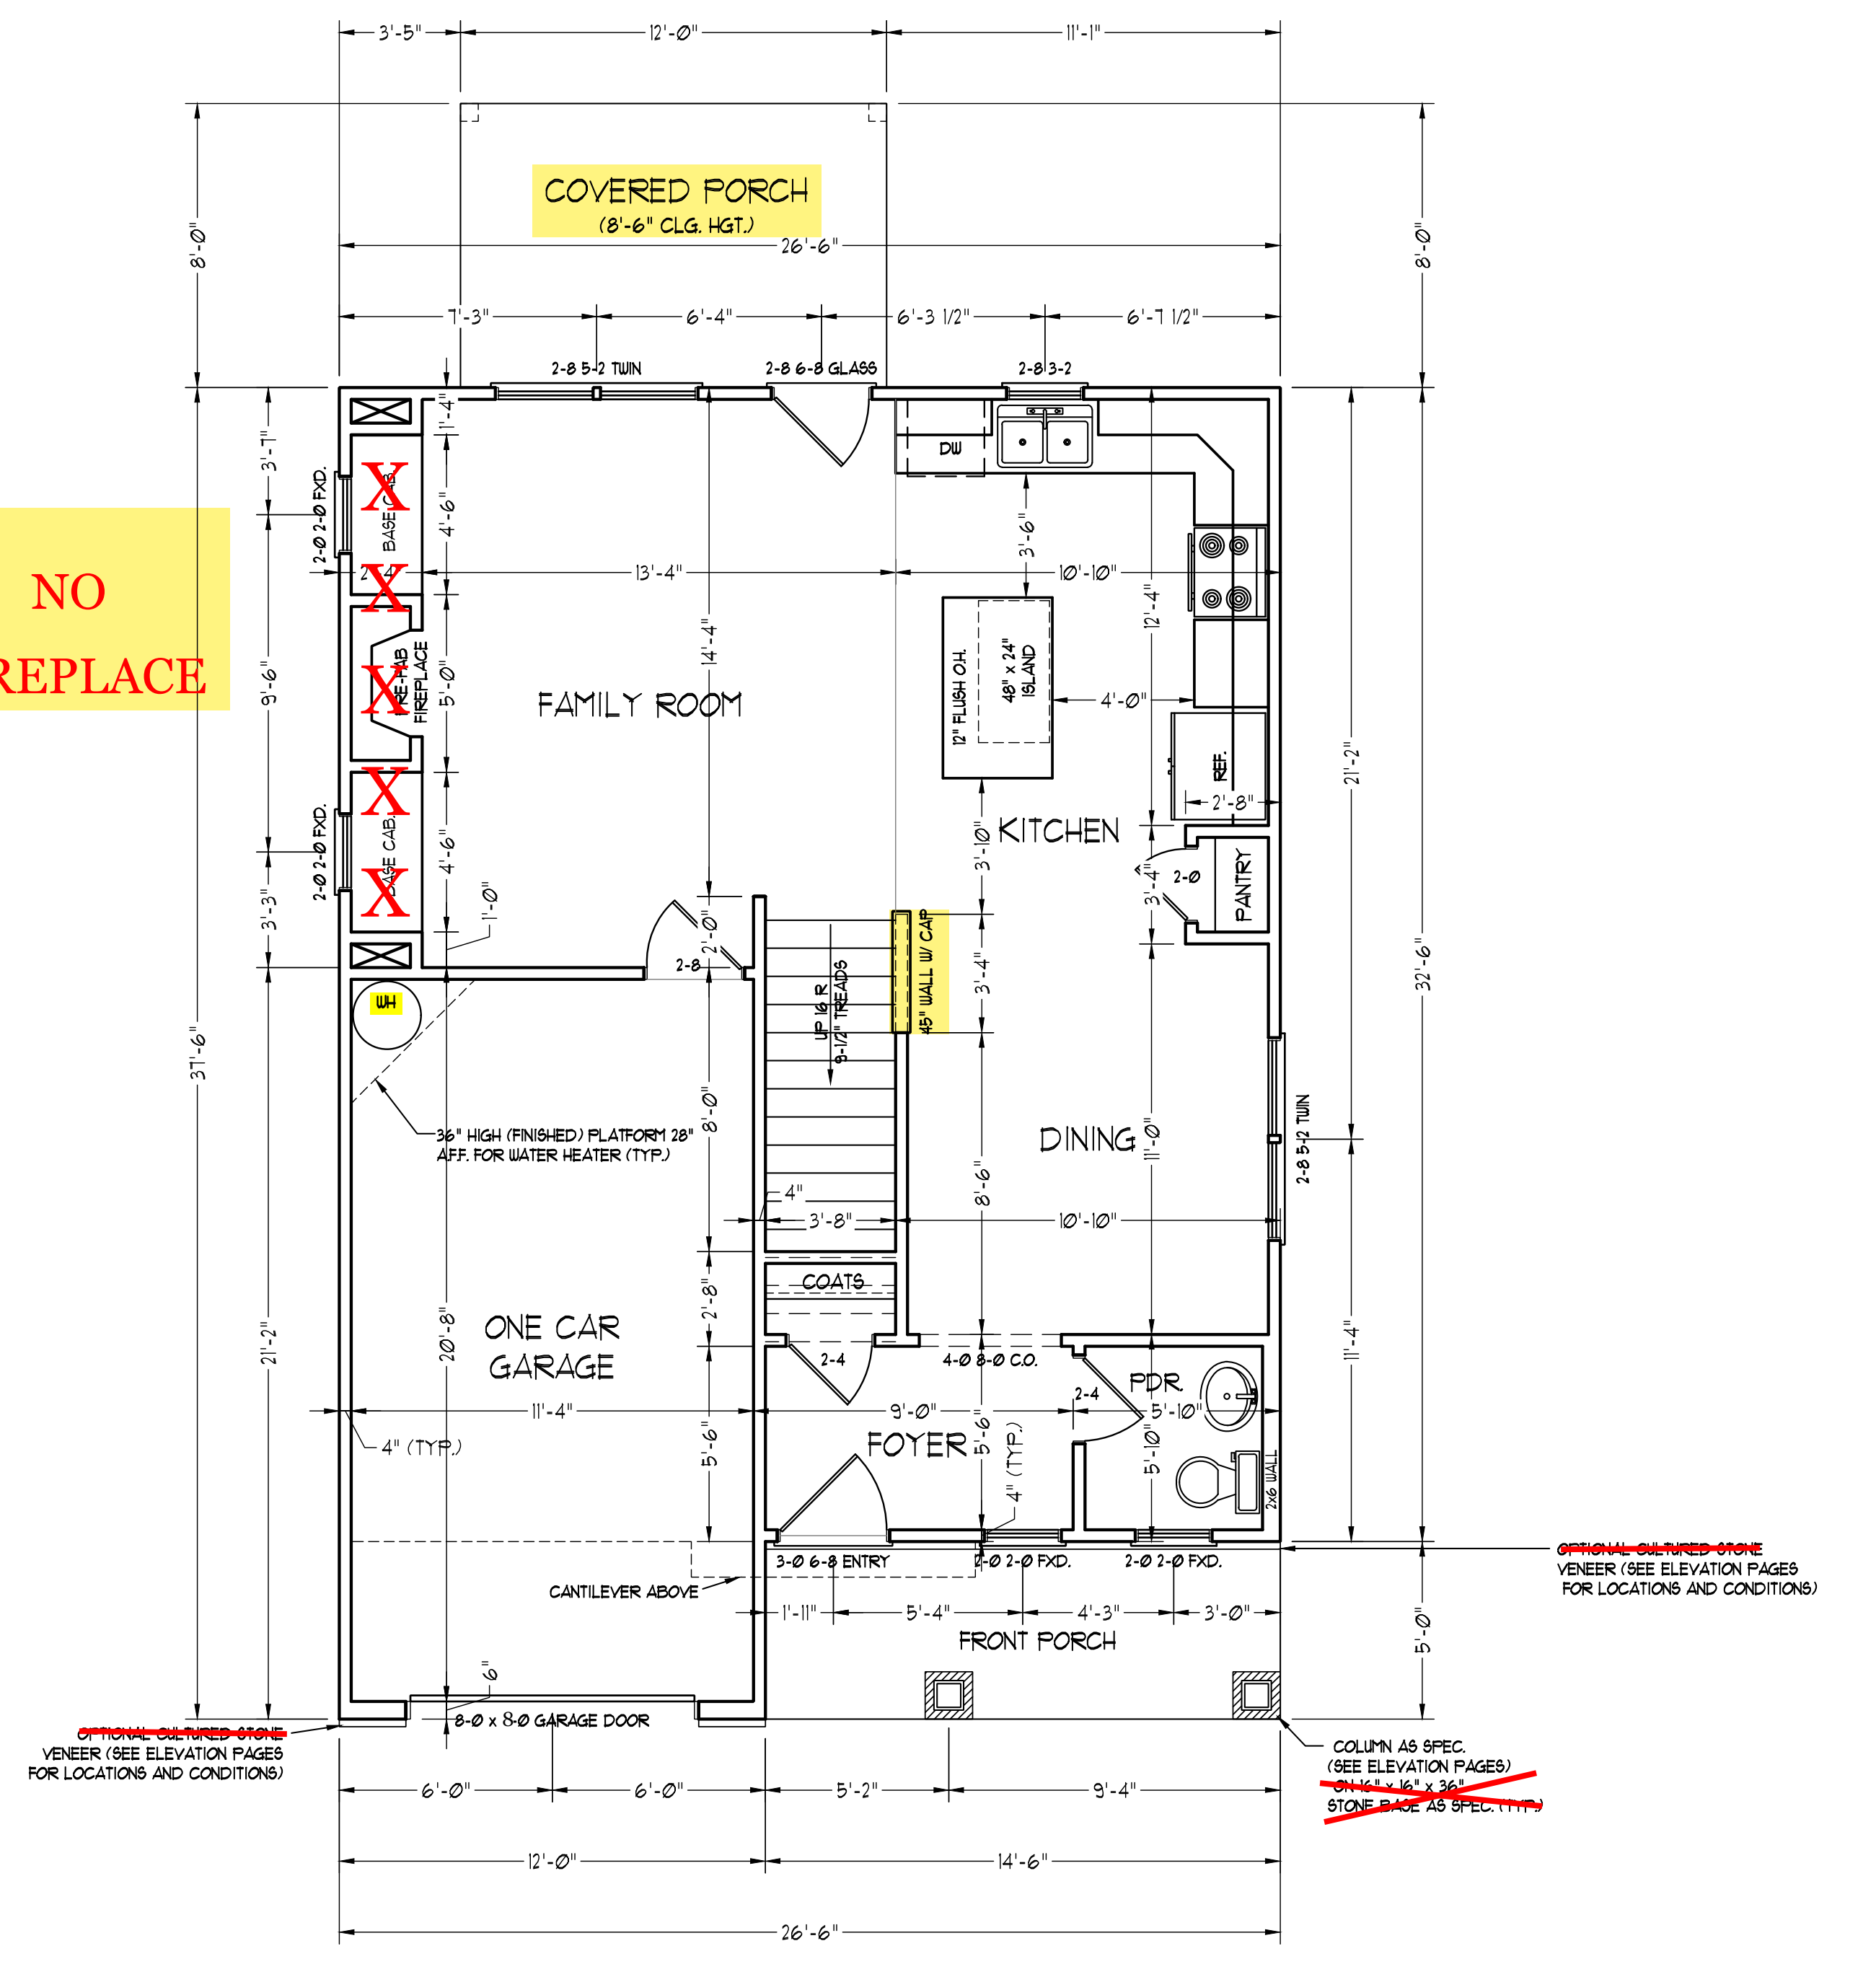 3'-5" 12'-0" 11'-1"
COVERED PORCH
(8'-6" CLG. HGT.)
8'-0"
8'-0"
26'-6"
7'-3" 6'-4" 6'-3 1/2" 6'-7 1/2"
2-8 5-2 TWIN 2-8 6-8 GLASS 2-8 3-2
1'-4"
3'-7"
2-0 2-0 FXD.
X
BASE CAB.
4'-6"
DW
3'-6"
NO
REPLACE
X
13'-4" 10'-10"
12'-4"
14'-4"
9'-6"
X
PRE-FAB
FIREPLACE
5'-0"
FAMILY ROOM
12" FLUSH O.H.
48" x 24"
ISLAND
4'-0"
REF.
2'-8"
21'-2"
X
2-0 2-0 FXD.
BASE CAB.
4'-6"
X
3'-3"
1'-0"
3'-10"
KITCHEN
2-0
PANTRY
3'-4"
2'-0"
2-8
45" WALL W/ CAP
3'-4"
UP 16 R
9-1/2" TREADS
32'-6"
37'-6"
WH
36" HIGH (FINISHED) PLATFORM 28"
A.F.F. FOR WATER HEATER (TYP.)
8'-0"
DINING
11'-0"
8'-6"
2-8 5-2 TWIN
4"
3'-8" 10'-10"
COATS
2'-8"
ONE CAR
GARAGE
20'-8"
21'-2"
11'-4"
2-4 4-0 8-0 C.O.
PDR.
2-4
11'-4" 9'-0" 5'-10"
4" (TYP.)
FOYER
5'-6"
5'-6"
4" (TYP.)
5'-10"
2x6 WALL
3-0 6-8 ENTRY 2-0 2-0 FXD. 2-0 2-0 FXD.
OPTIONAL CULTURED STONE
VENEER (SEE ELEVATION PAGES
FOR LOCATIONS AND CONDITIONS)
CANTILEVER ABOVE
1'-11" 5'-4" 4'-3" 3'-0"
FRONT PORCH
5'-0"
6"
8-0 x 8-0 GARAGE DOOR
OPTIONAL CULTURED STONE
VENEER (SEE ELEVATION PAGES
FOR LOCATIONS AND CONDITIONS)
COLUMN AS SPEC.
(SEE ELEVATION PAGES)
ON 16" x 16" x 36"
STONE BASE AS SPEC. (TYP.)
6'-0" 6'-0" 5'-2" 9'-4"
12'-0" 14'-6"
26'-6"